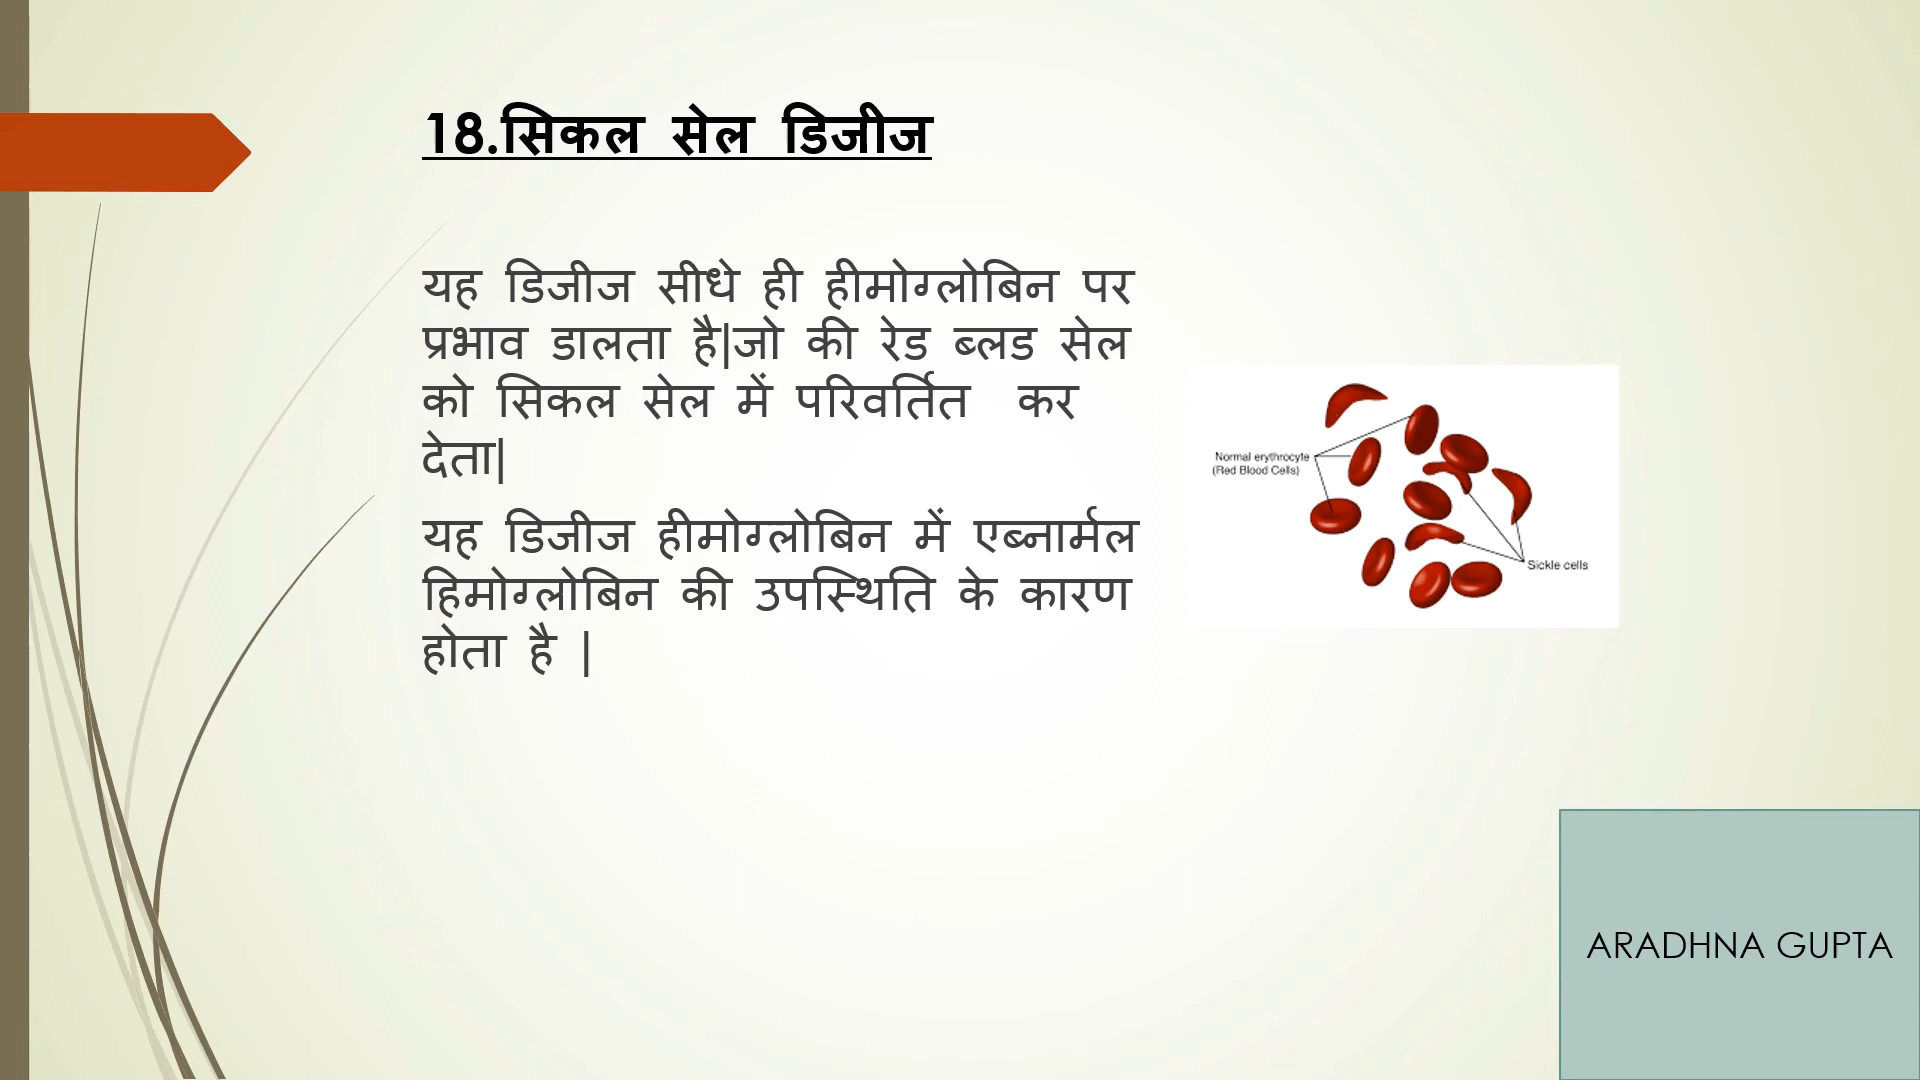 18.सिकल सेल डिजीज
यह डिजीज सीधे ही हीमोग्लोबिन पर
प्रभाव डालता है|जो की रेड ब्लड सेल
को सिकल सेल में परिवर्तित कर
देता|
यह डिजीज हीमोग्लोबिन में एब्नार्मल
हिमोग्लोबिन की उपस्थिति के कारण
होता है |
Normal erythrocyte
(Red Blood Cells)
Sickle cells
ARADHNA GUPTA